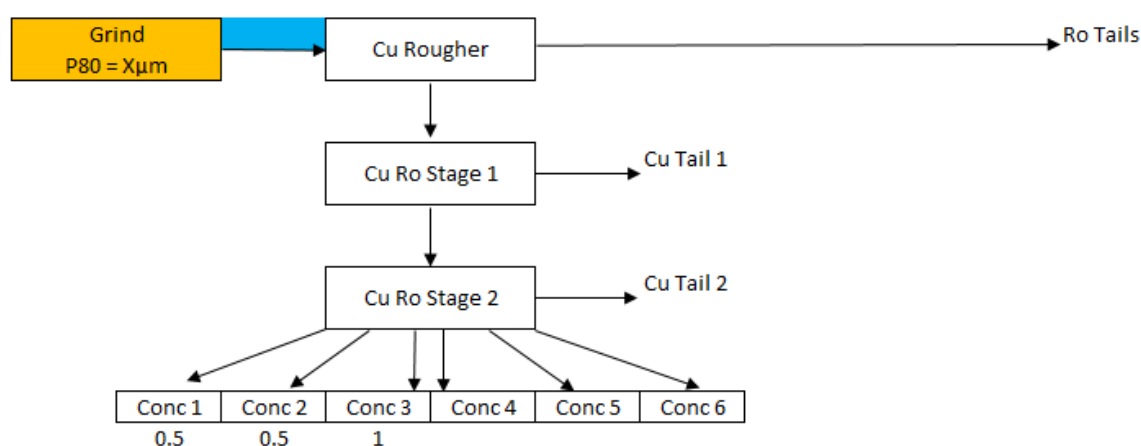 Grind
P80 = Xµm
Cu Rougher
Ro Tails
Cu Ro Stage 1
Cu Tail 1
Cu Ro Stage 2
Cu Tail 2
Conc 1 Conc 2 Conc 3 Conc 4 Conc 5 Conc 6
0.5 0.5 1